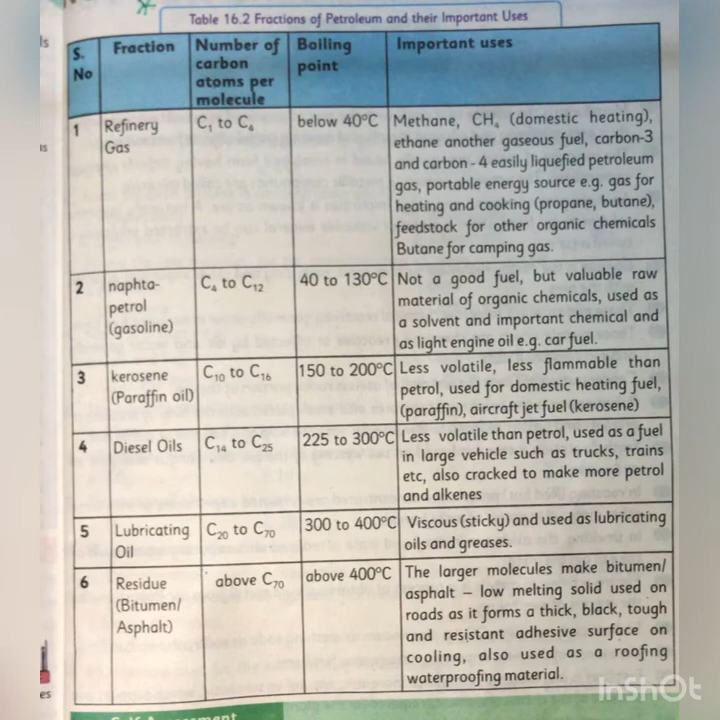 Table 16.2 Fractions of Petroleum and their Important Uses
S. No
Fraction
Number of carbon atoms per molecule
Boiling point
Important uses
1
Refinery
Gas
C₁ to C₄
below 40°C
Methane, CH₄ (domestic heating),
ethane another gaseous fuel, carbon-3
and carbon - 4 easily liquefied petroleum
gas, portable energy source e.g. gas for
heating and cooking (propane, butane),
feedstock for other organic chemicals
Butane for camping gas.
2
naphta-
petrol
(gasoline)
C₄ to C₁₂
40 to 130°C
Not a good fuel, but valuable raw
material of organic chemicals, used as
a solvent and important chemical and
as light engine oil e.g. car fuel.
3
kerosene
(Paraffin oil)
C₁₀ to C₁₆
150 to 200°C
Less volatile, less flammable than
petrol, used for domestic heating fuel,
(paraffin), aircraft jet fuel (kerosene)
4
Diesel Oils
C₁₄ to C₂₅
225 to 300°C
Less volatile than petrol, used as a fuel
in large vehicle such as trucks, trains
etc, also cracked to make more petrol
and alkenes
5
Lubricating
Oil
C₂₀ to C₇₀
300 to 400°C
Viscous (sticky) and used as lubricating
oils and greases.
6
Residue
(Bitumen/
Asphalt)
above C₇₀
above 400°C
The larger molecules make bitumen/
asphalt – low melting solid used on
roads as it forms a thick, black, tough
and resistant adhesive surface on
cooling, also used as a roofing
waterproofing material.
InShOt